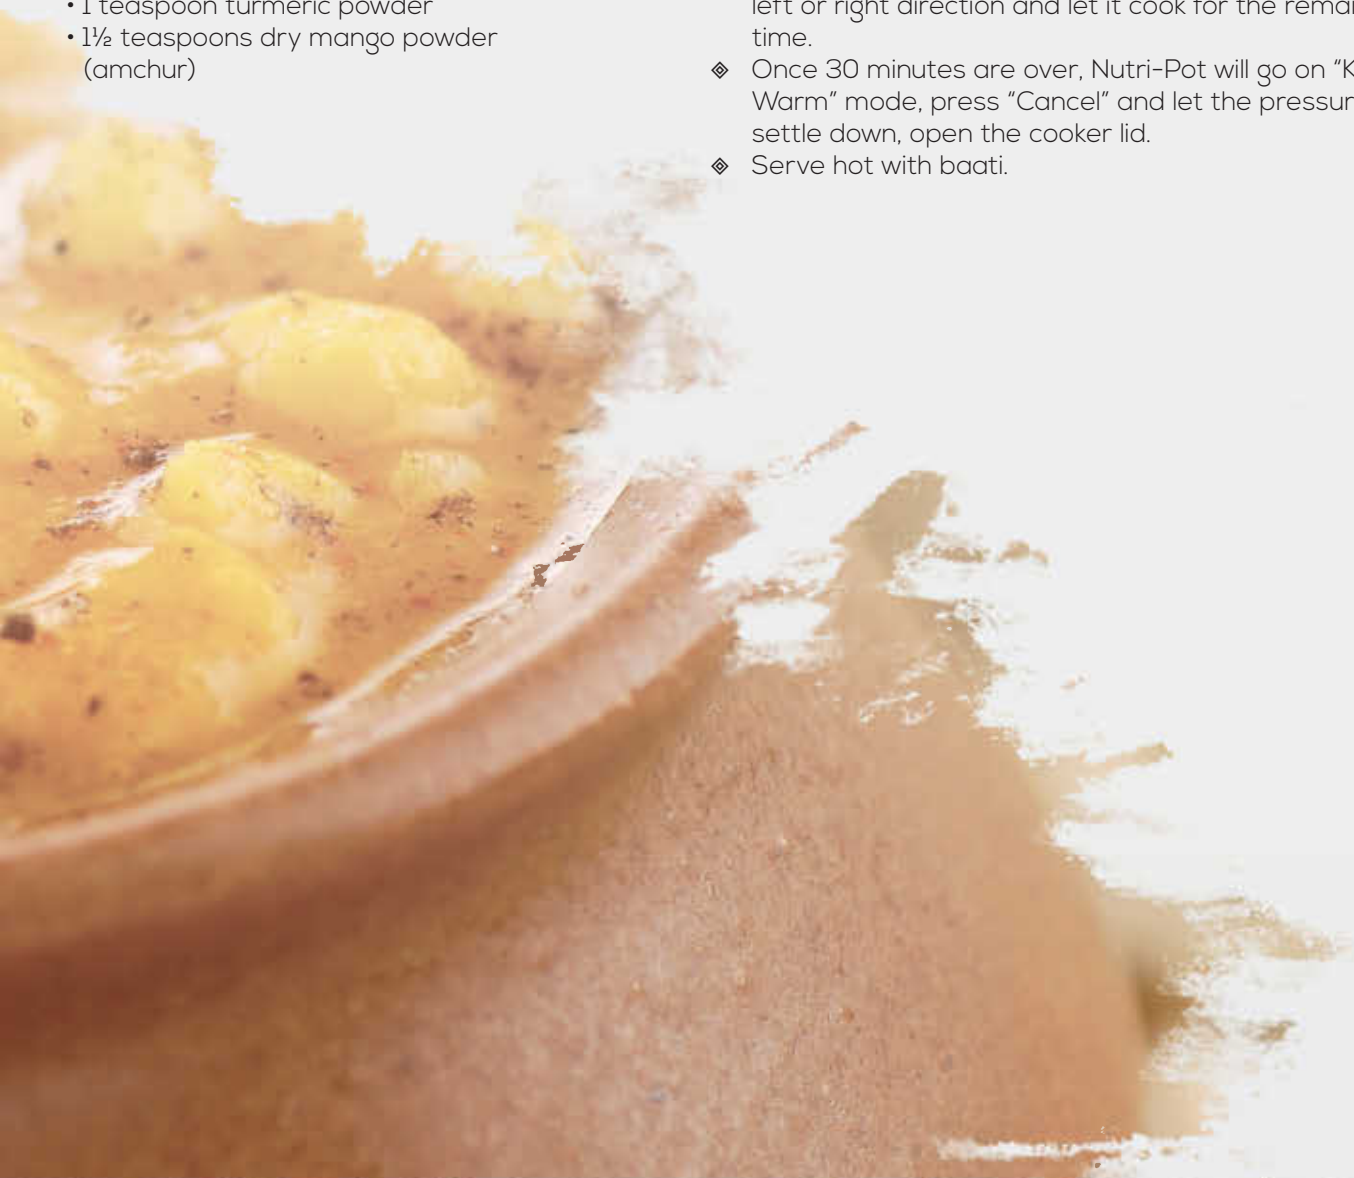 • 1 teaspoon turmeric powder
• 1½ teaspoons dry mango powder
(amchur)
left or right direction and let it cook for the
time.
Once 30 minutes are over, Nutri-Pot will go on “K
Warm” mode, press “Cancel” and let the
settle down, open the cooker lid.
Serve hot with baati.